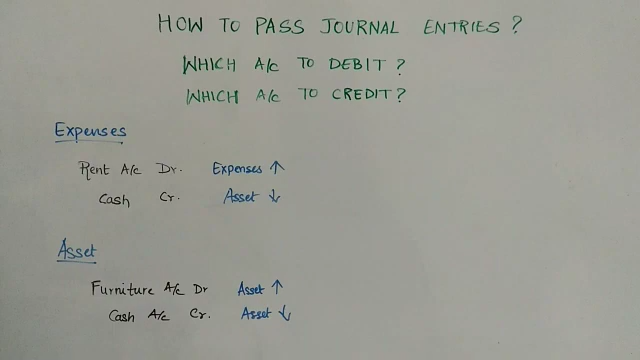 HOW TO PASS JOURNAL ENTRIES?
WHICH A/c TO DEBIT?
WHICH A/c TO CREDIT?
Expenses
Rent A/c Dr. Expenses ↑
Cash Cr. Asset ↓
Asset
Furniture A/c Dr Asset ↑
Cash A/c Cr. Asset ↓